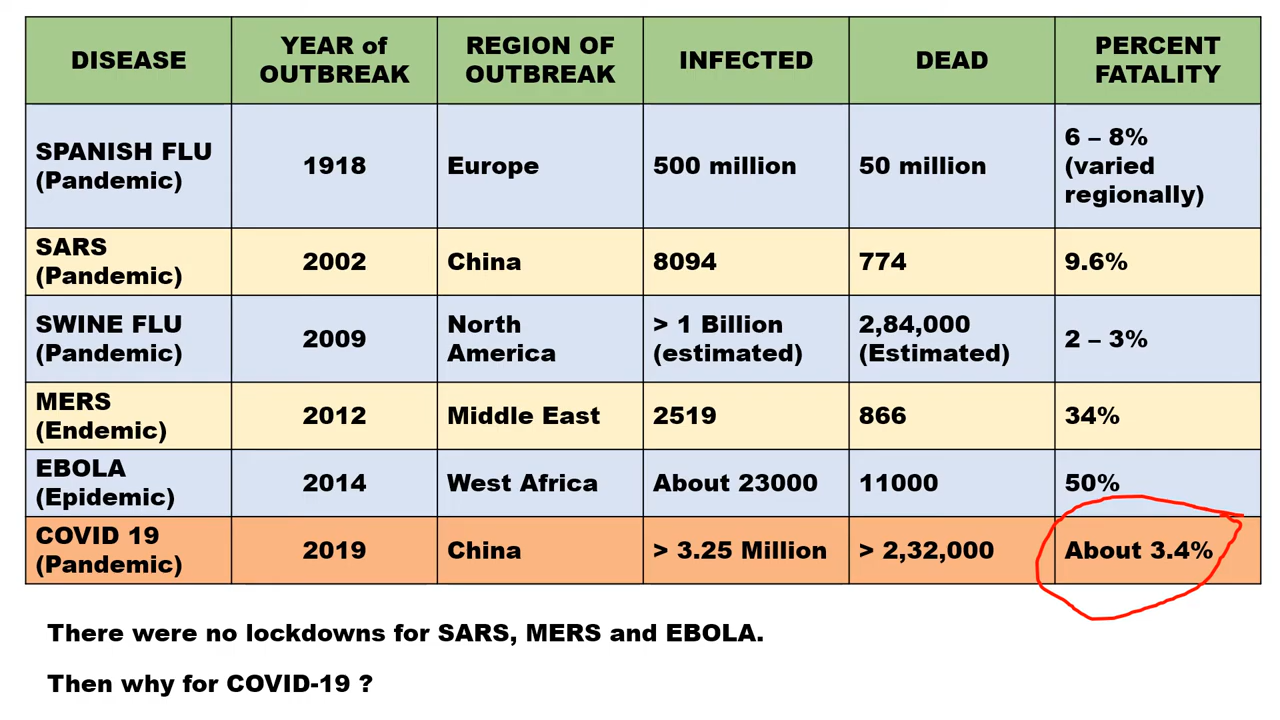 DISEASE
YEAR of
OUTBREAK
REGION OF
OUTBREAK
INFECTED
DEAD
PERCENT
FATALITY
SPANISH FLU
(Pandemic)
1918
Europe
500 million
50 million
6 – 8%
(varied
regionally)
SARS
(Pandemic)
2002
China
8094
774
9.6%
SWINE FLU
(Pandemic)
2009
North
America
> 1 Billion
(estimated)
2,84,000
(Estimated)
2 – 3%
MERS
(Endemic)
2012
Middle East
2519
866
34%
EBOLA
(Epidemic)
2014
West Africa
About 23000
11000
50%
COVID 19
(Pandemic)
2019
China
> 3.25 Million
> 2,32,000
About 3.4%
There were no lockdowns for SARS, MERS and EBOLA.
Then why for COVID-19 ?